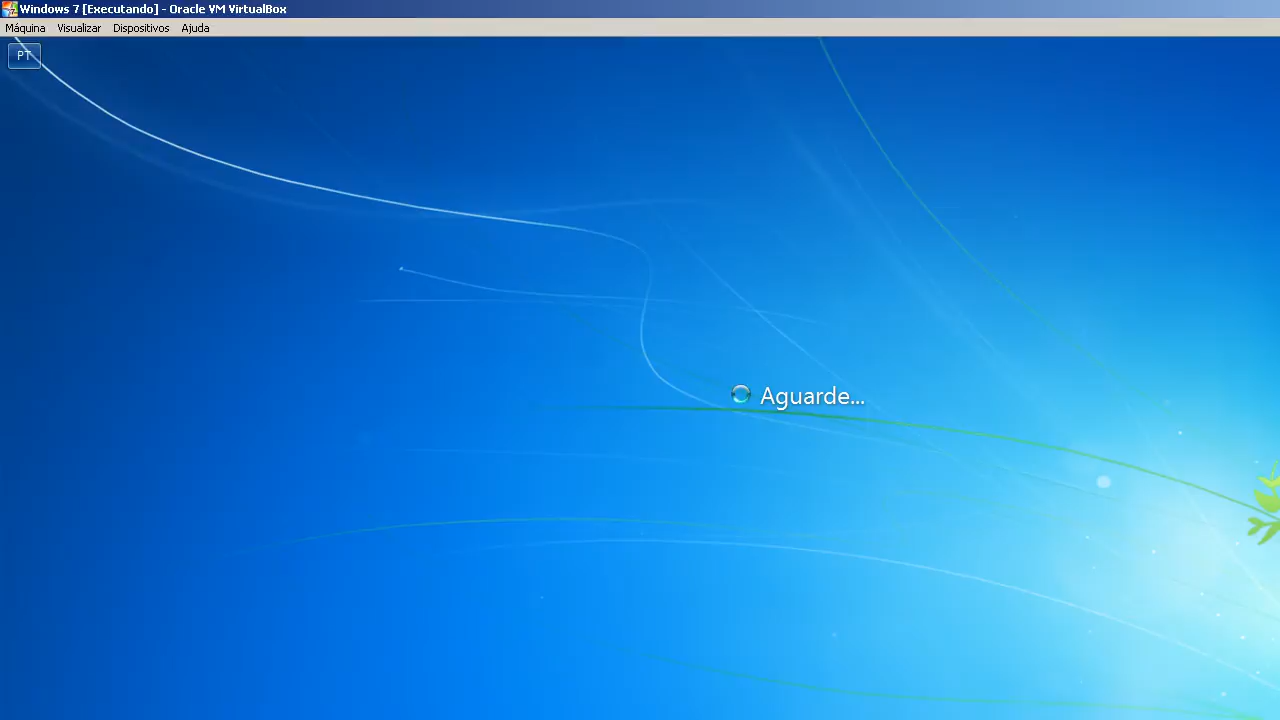 Windows 7 [Executando] - Oracle VM VirtualBox
Máquina Visualizar Dispositivos Ajuda
PT
Aguarde...